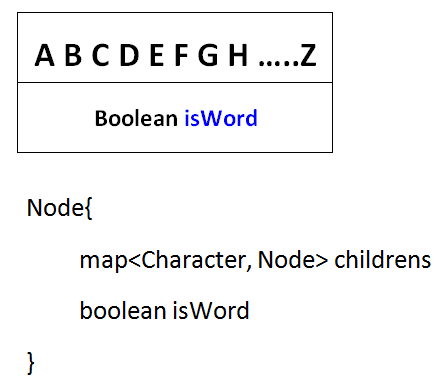 A B C D E F G H .....Z
Boolean isWord
Node{
map<Character, Node> childrens
boolean isWord
}